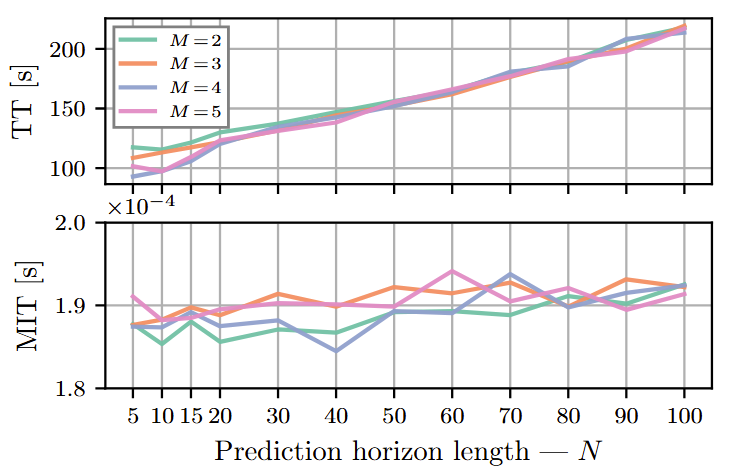 TT [s]
200
150
100
M = 2
M = 3
M = 4
M = 5
×10⁻⁴
MIT [s]
2.0
1.9
1.8
5 10 15 20 30 40 50 60 70 80 90 100
Prediction horizon length — N